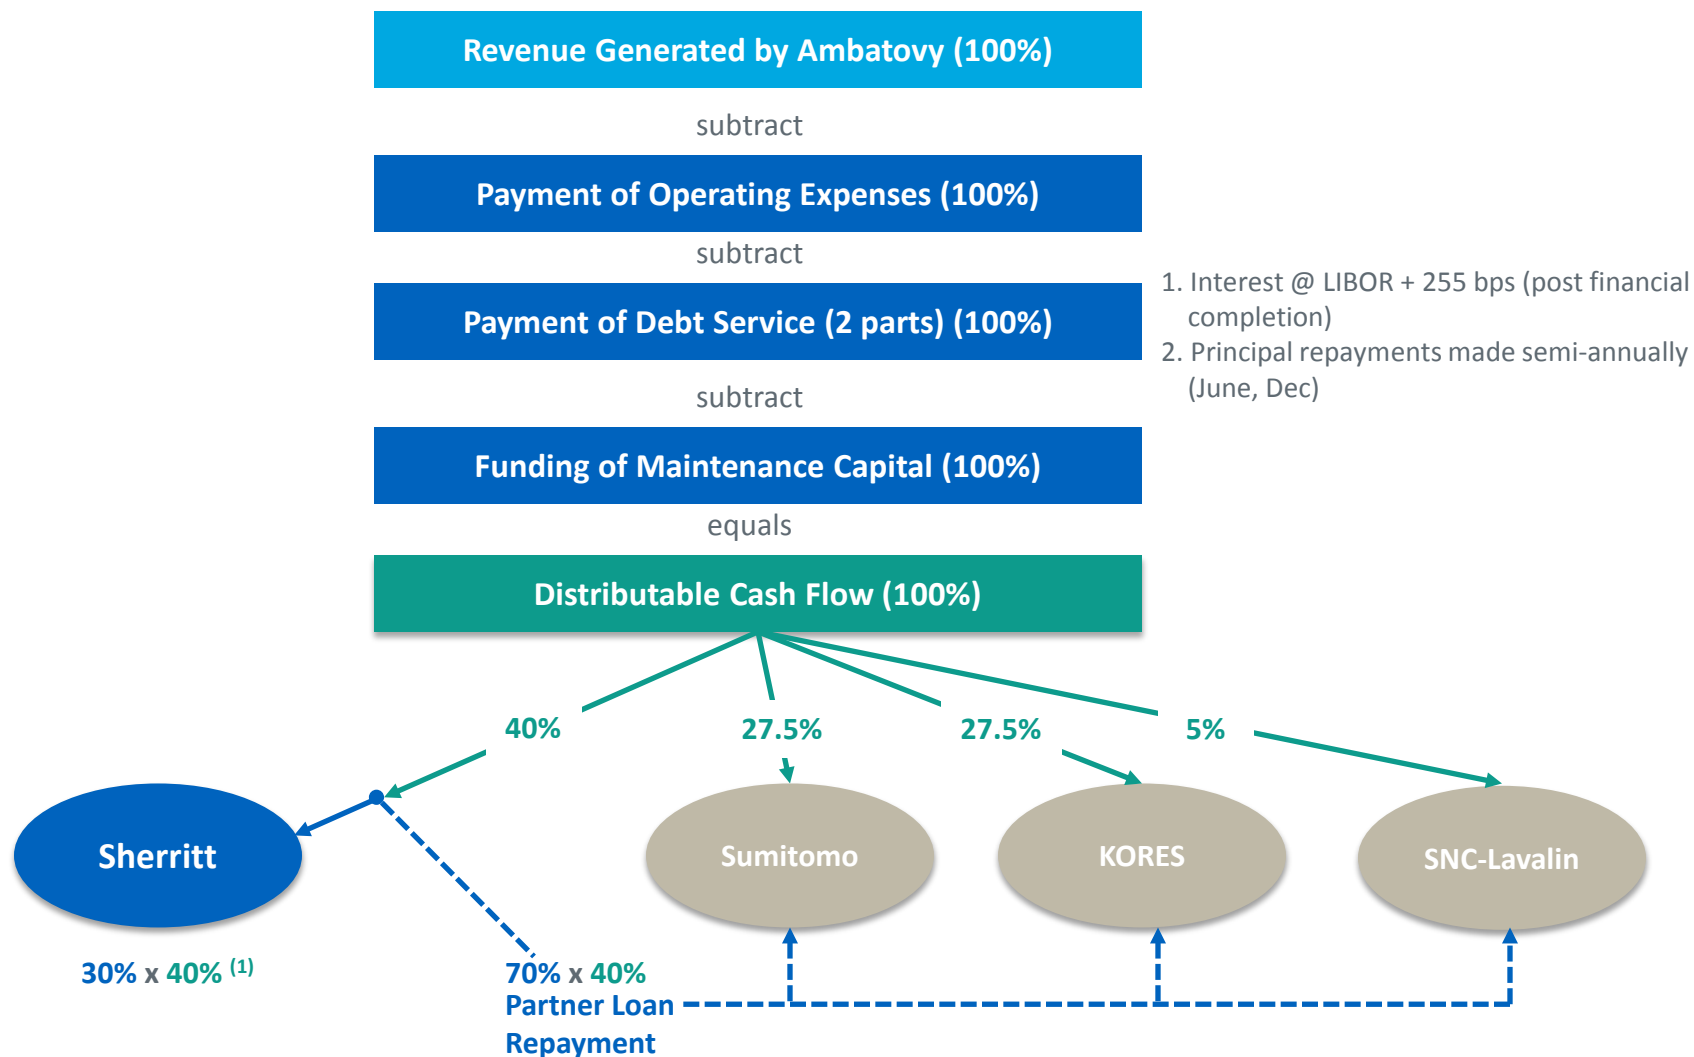 Revenue Generated by Ambatovy (100%)
subtract
Payment of Operating Expenses (100%)
subtract
Payment of Debt Service (2 parts) (100%)
1. Interest @ LIBOR + 255 bps (post financial
completion)
2. Principal repayments made semi-annually
(June, Dec)
subtract
Funding of Maintenance Capital (100%)
equals
Distributable Cash Flow (100%)
40%
27.5%
27.5%
5%
Sherritt
Sumitomo
KORES
SNC-Lavalin
30% x 40% (1)
70% x 40%
Partner Loan
Repayment